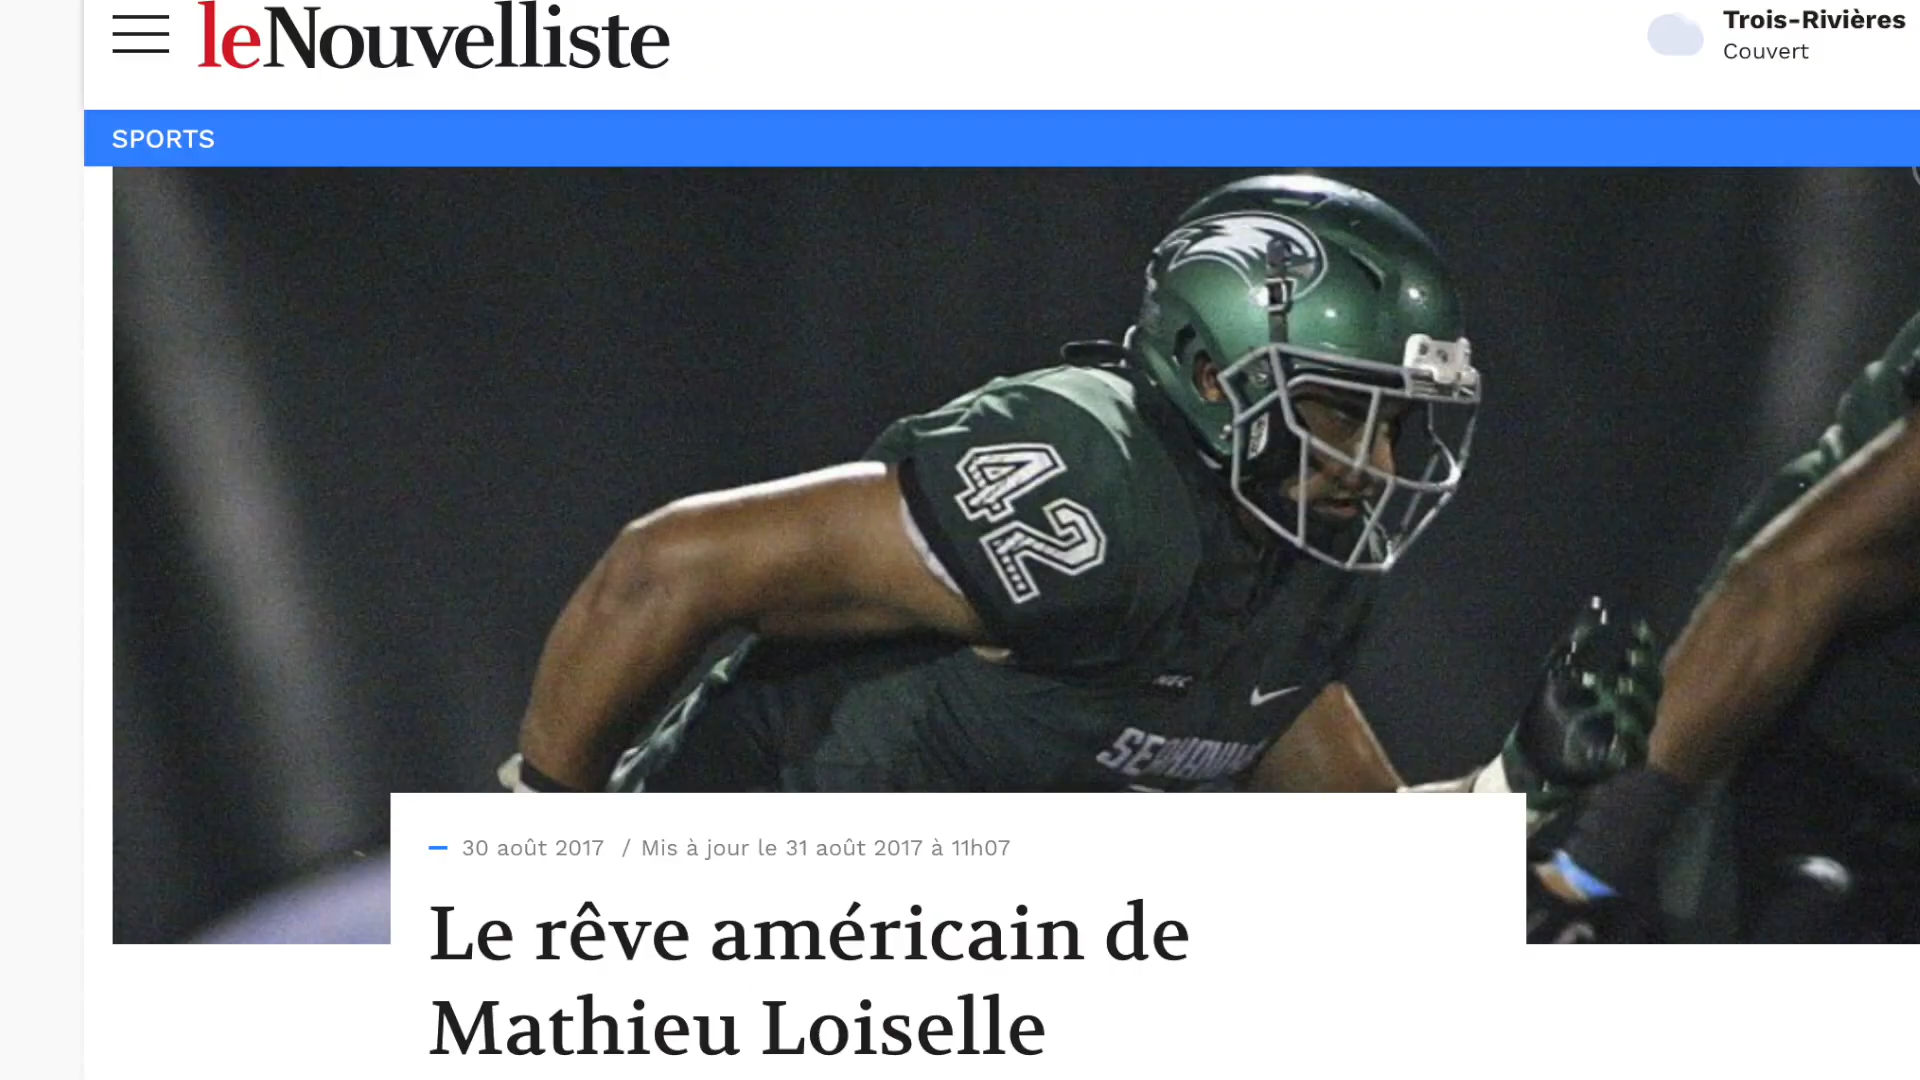 leNouvelliste
Trois-Rivières
Couvert
SPORTS
42
— 30 août 2017 / Mis à jour le 31 août 2017 à 11h07
Le rêve américain de
Mathieu Loiselle